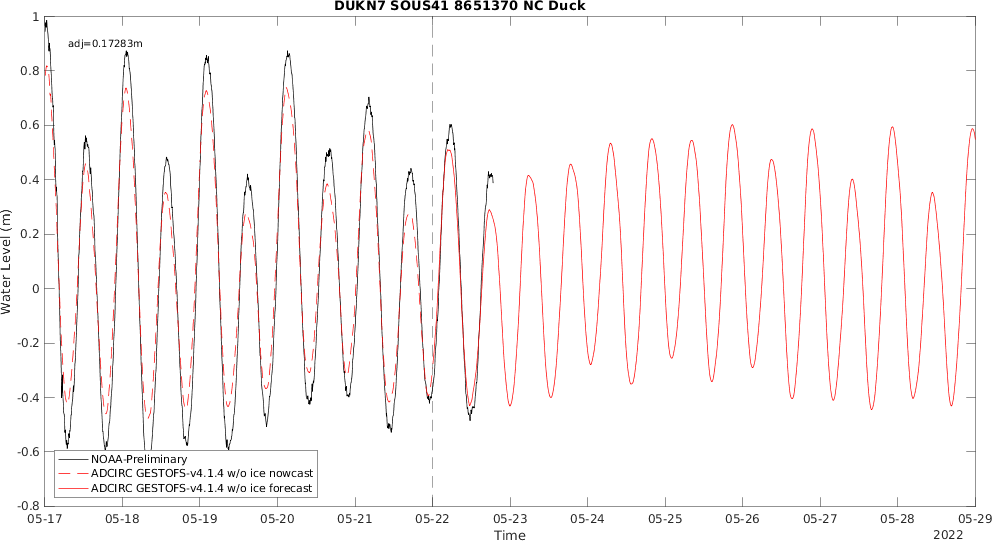 DUKN7 SOUS41 8651370 NC Duck
adj=0.17283m
1
0.8
0.6
0.4
0.2
0
-0.2
-0.4
-0.6
-0.8
Water Level (m)
NOAA-Preliminary
ADCIRC GESTOFS-v4.1.4 w/o ice nowcast
ADCIRC GESTOFS-v4.1.4 w/o ice forecast
05-17 05-18 05-19 05-20 05-21 05-22 05-23 05-24 05-25 05-26 05-27 05-28 05-29
Time
2022